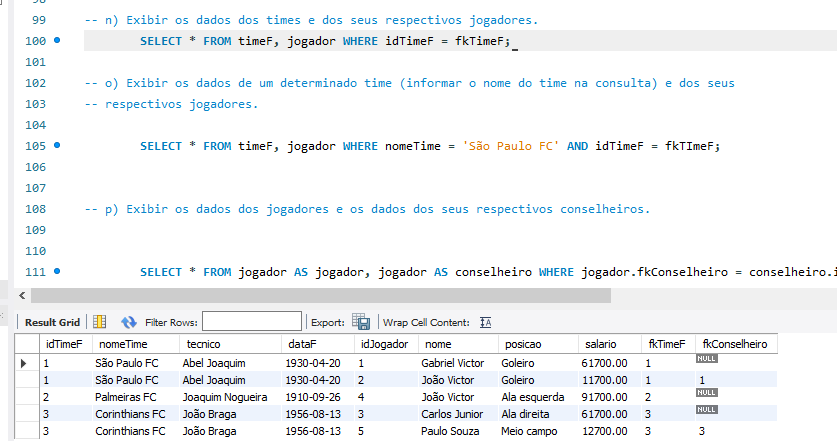 99 -- n) Exibir os dados dos times e dos seus respectivos jogadores.
100 SELECT * FROM timeF, jogador WHERE idTimeF = fkTimeF;
101
102 -- o) Exibir os dados de um determinado time (informar o nome do time na consulta) e dos seus
103 -- respectivos jogadores.
104
105 SELECT * FROM timeF, jogador WHERE nomeTime = 'São Paulo FC' AND idTimeF = fkTImeF;
106
107
108 -- p) Exibir os dados dos jogadores e os dados dos seus respectivos conselheiros.
109
110
111 SELECT * FROM jogador AS jogador, jogador AS conselheiro WHERE jogador.fkConselheiro = conselheiro.i
Result Grid Filter Rows: Export: Wrap Cell Content: IA
idTimeF nomeTime tecnico dataF idJogador nome posicao salario fkTimeF fkConselheiro
1 São Paulo FC Abel Joaquim 1930-04-20 1 Gabriel Victor Goleiro 61700.00 1 NULL
1 São Paulo FC Abel Joaquim 1930-04-20 2 João Victor Goleiro 11700.00 1 1
2 Palmeiras FC Joaquim Nogueira 1910-09-26 4 João Victor Ala esquerda 91700.00 2 NULL
3 Corinthians FC João Braga 1956-08-13 3 Carlos Junior Ala direita 61700.00 3 NULL
3 Corinthians FC João Braga 1956-08-13 5 Paulo Souza Meio campo 12700.00 3 3